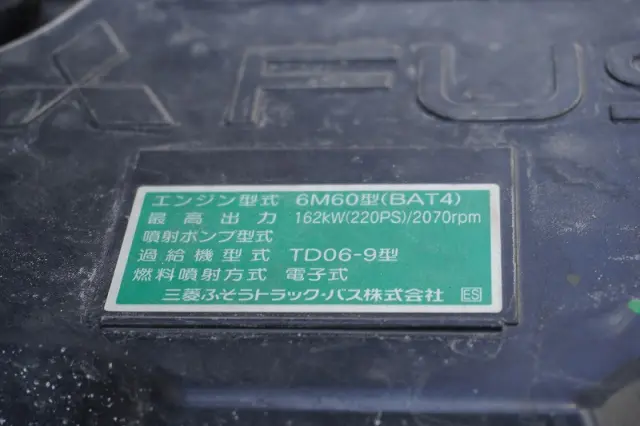 FUS
エンジン型式 6M60型(BAT4)
最高出力 162kW(220PS)/2070rpm
噴射ポンプ型式
過給機型式 TD06-9型
燃料噴射方式 電子式
三菱ふそうトラック・バス株式会社 ES